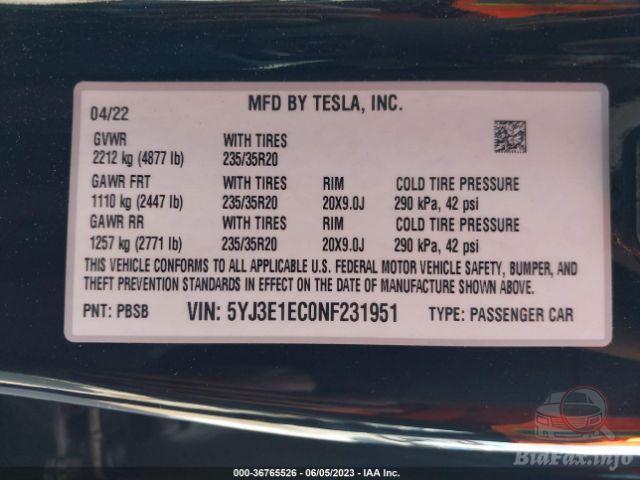 MFD BY TESLA, INC.
04/22
GVWR WITH TIRES
2212 kg (4877 lb) 235/35R20
GAWR FRT WITH TIRES RIM COLD TIRE PRESSURE
1110 kg (2447 lb) 235/35R20 20X9.0J 290 kPa, 42 psi
GAWR RR WITH TIRES RIM COLD TIRE PRESSURE
1257 kg (2771 lb) 235/35R20 20X9.0J 290 kPa, 42 psi
THIS VEHICLE CONFORMS TO ALL APPLICABLE U.S. FEDERAL MOTOR VEHICLE SAFETY, BUMPER, AND
THEFT PREVENTION STANDARDS IN EFFECT ON THE DATE OF MANUFACTURE SHOWN ABOVE.
PNT: PBSB VIN: 5YJ3E1EC0NF231951 TYPE: PASSENGER CAR
BidFax.info
000-36765526 - 06/05/2023 - IAA Inc.